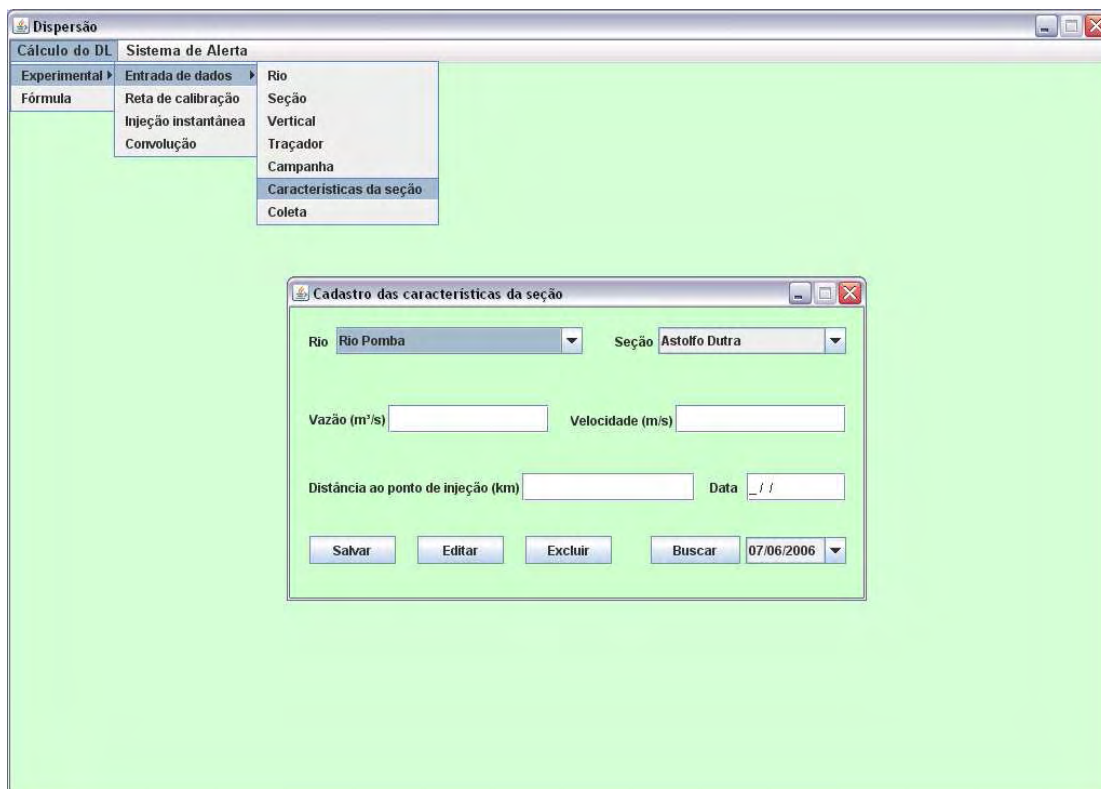 Dispersão
Cálculo do DL Sistema de Alerta
Experimental Entrada de dados Rio
Fórmula Reta de calibração Seção
Injeção instantânea Vertical
Convolução Traçador
Campanha
Características da seção
Coleta
Cadastro das características da seção
Rio Rio Pomba Seção Astolfo Dutra
Vazão (m³/s) Velocidade (m/s)
Distância ao ponto de injeção (km) Data _/ /
Salvar Editar Excluir Buscar 07/06/2006